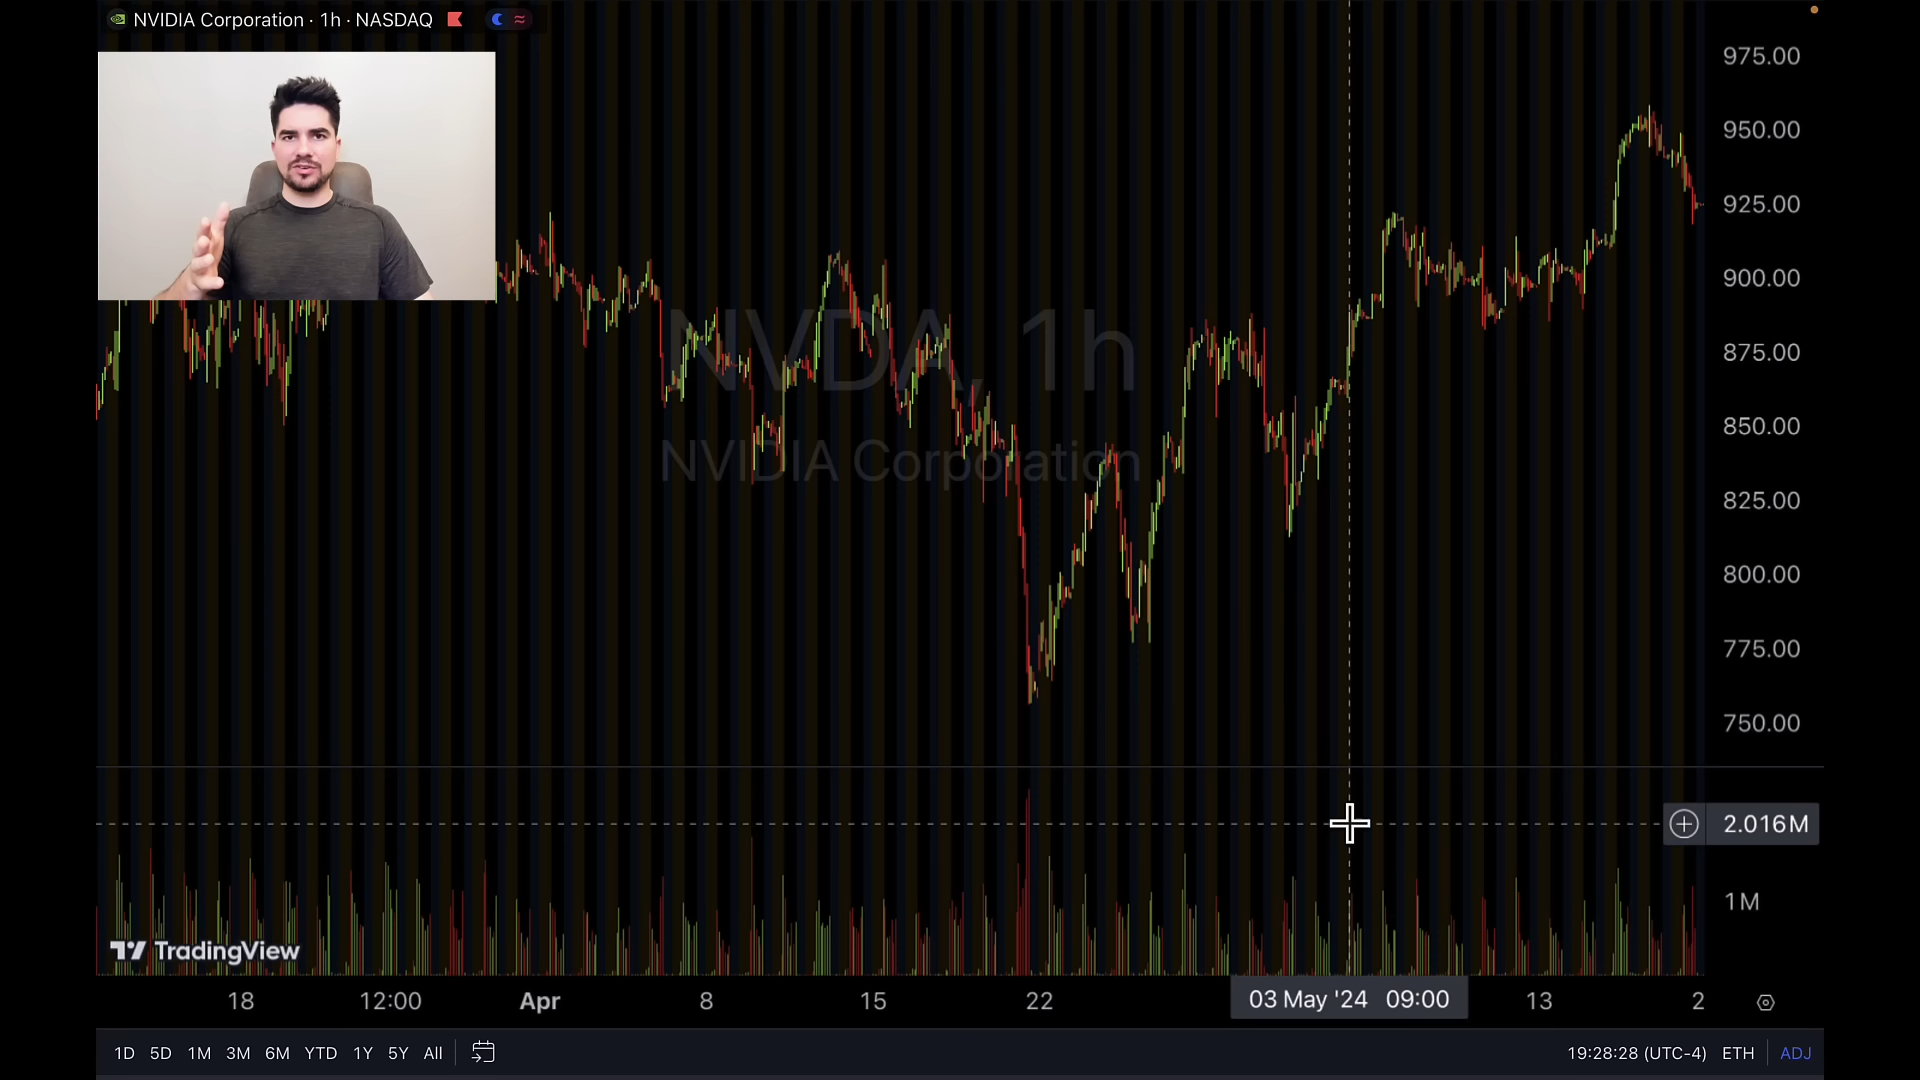 NVIDIA Corporation · 1h · NASDAQ
975.00
950.00
925.00
900.00
875.00
850.00
825.00
800.00
775.00
750.00
NVDA, 1h
NVIDIA Corporation
2.016M
1M
TradingView
18 12:00 Apr 8 15 22 03 May '24 09:00 13 2
1D 5D 1M 3M 6M YTD 1Y 5Y All 19:28:28 (UTC-4) ETH ADJ